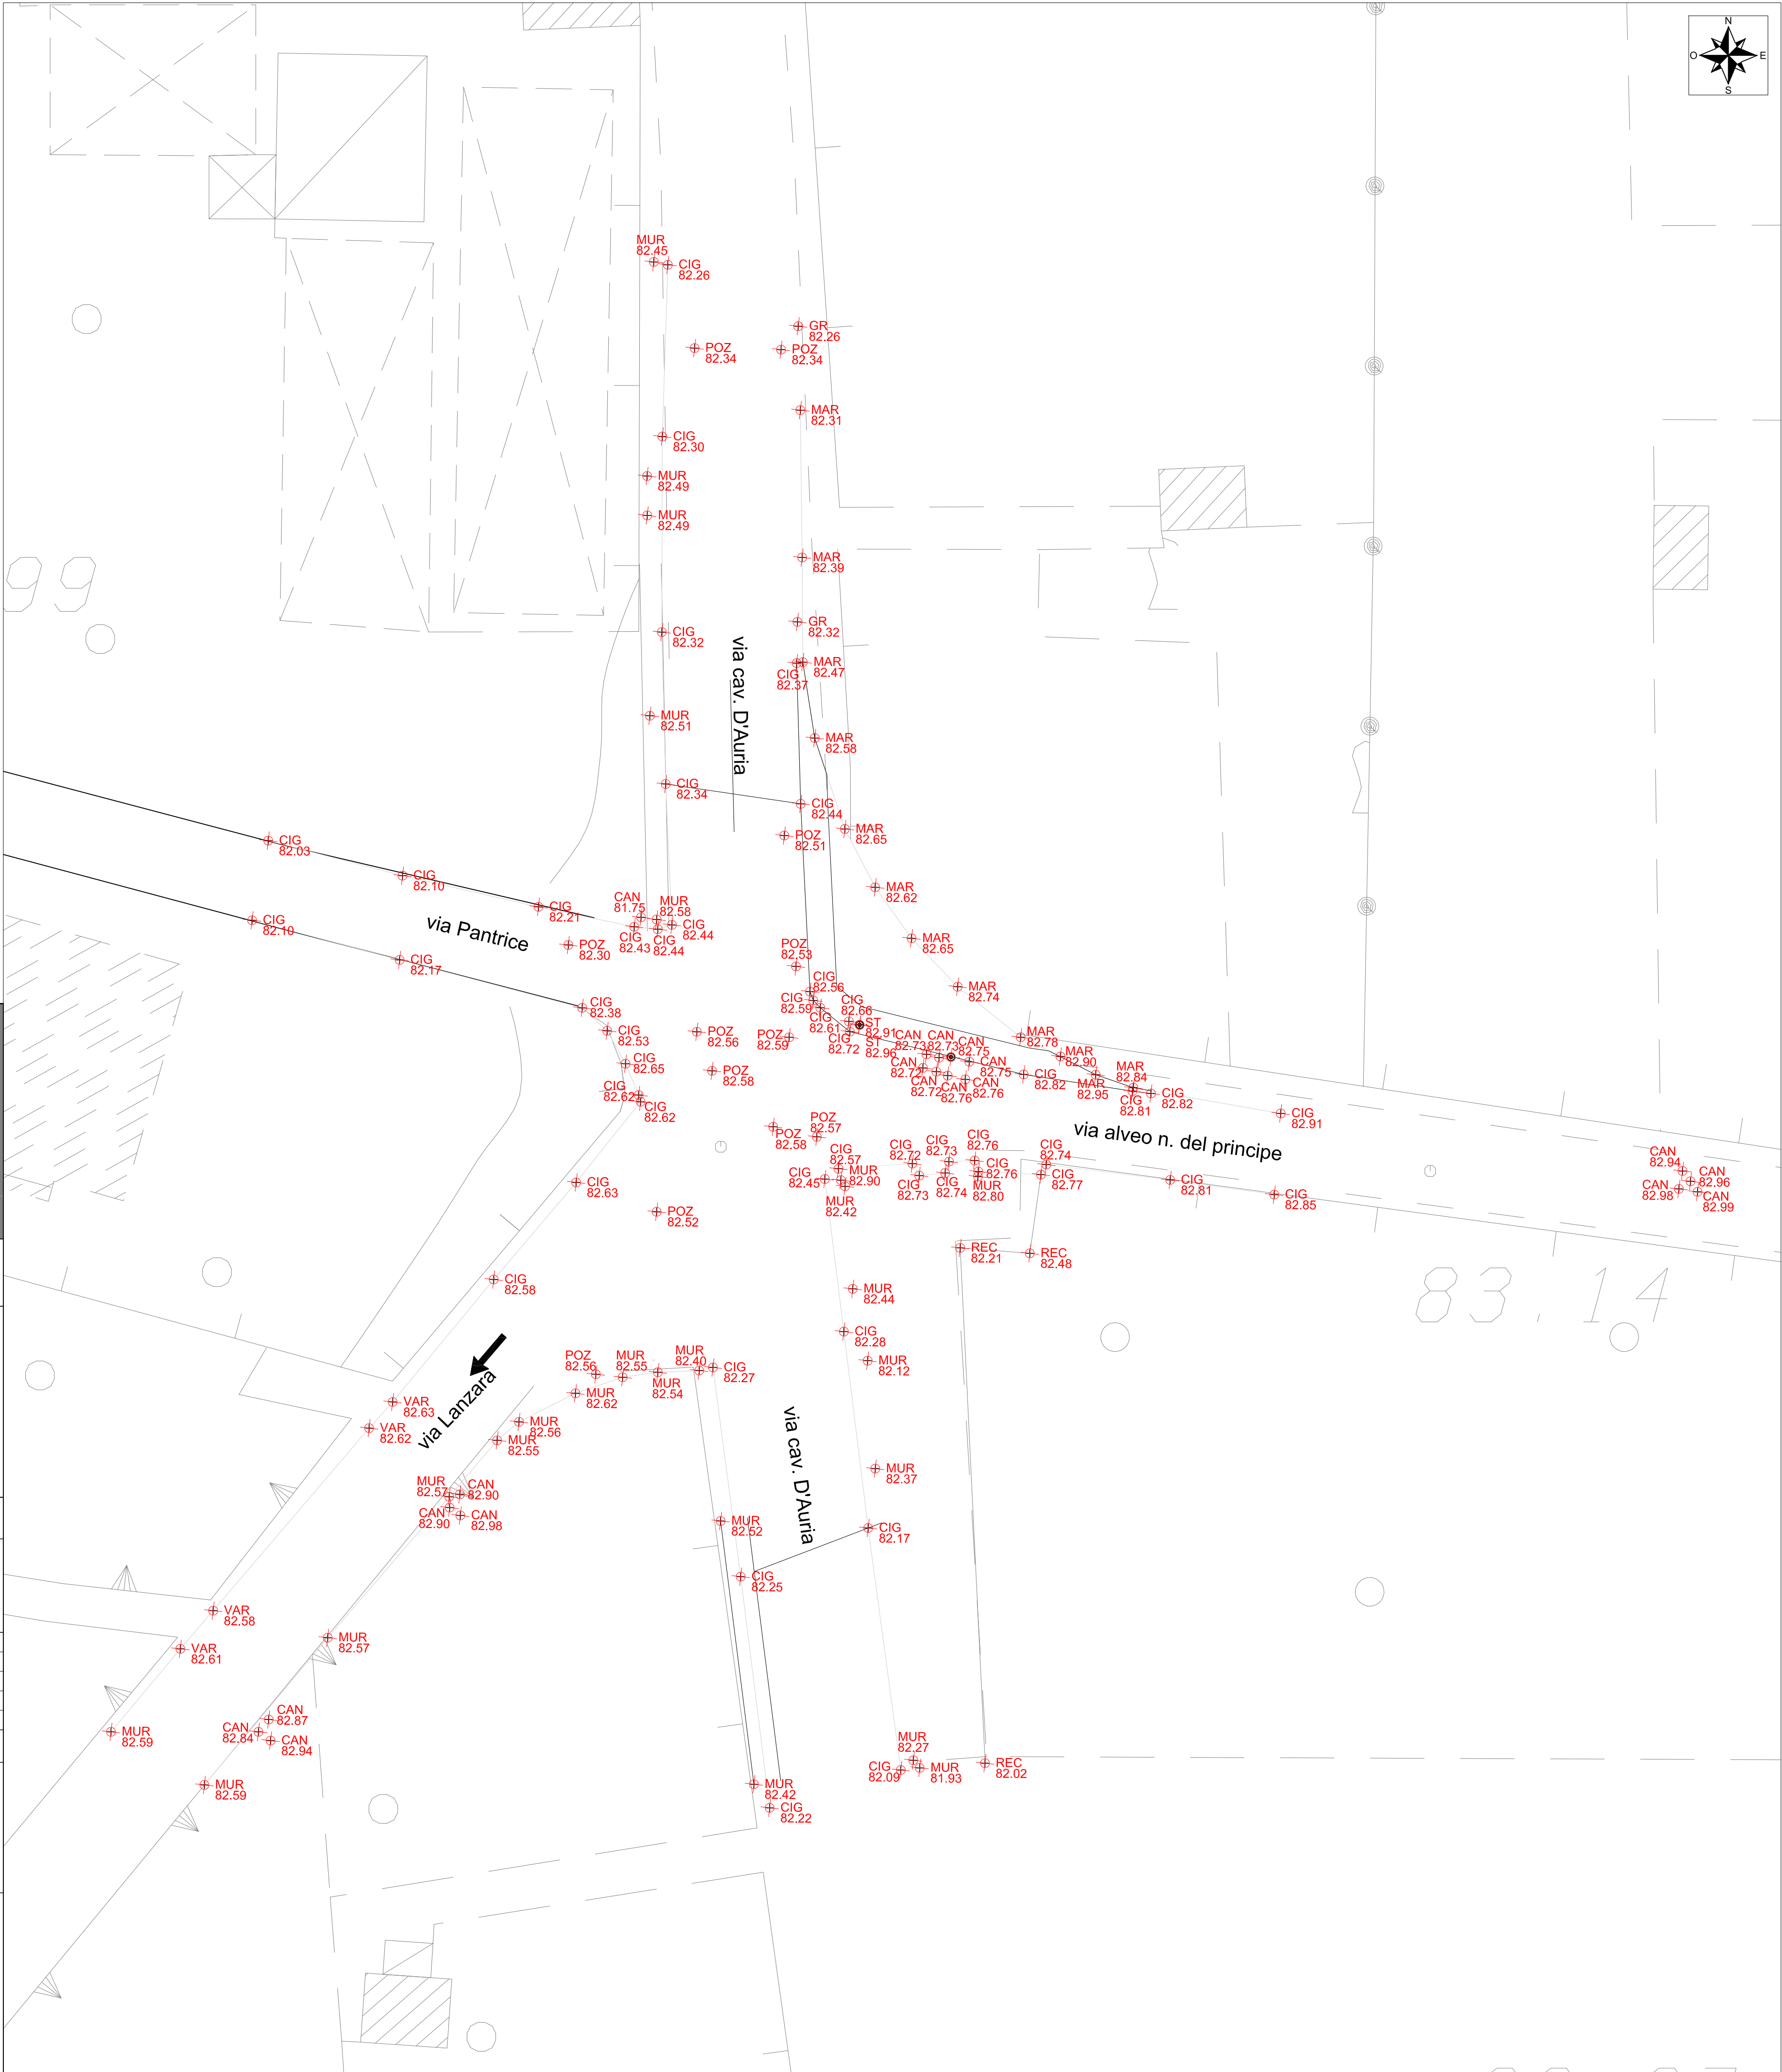 N
O E
S
MUR
82.45
CIG
82.26
GR
82.26
POZ
82.34
POZ
82.34
MAR
82.31
CIG
82.30
MUR
82.49
MUR
82.49
MAR
82.39
99
GR
82.32
CIG
82.32
via cav. D'Auria
MAR
82.47
CIG
82.37
MUR
82.51
MAR
82.58
CIG
82.34
CIG
82.44
MAR
82.65
POZ
82.51
CIG
82.03
CIG
82.10
MAR
82.62
CIG
82.21
CAN
81.75
MUR
82.58
CIG
82.10
via Pantrice
CIG
82.43
CIG
82.44
CIG
82.44
POZ
82.30
MAR
82.65
CIG
82.17
POZ
82.53
MAR
82.74
CIG
82.56
CIG
82.59
CIG
82.38
CIG
82.66
CIG
82.61
ST
82.91
CIG
82.53
POZ
82.56
POZ
82.59
CIG
82.72
ST
82.96
CAN
82.73
CAN
82.73
CAN
82.75
MAR
82.78
MAR
82.90
CIG
82.65
POZ
82.58
CAN
82.72
CAN
82.75
CAN
82.72
CAN
82.76
CAN
82.76
CIG
82.82
MAR
82.95
MAR
82.84
CIG
82.81
CIG
82.82
CIG
82.62
CIG
82.62
CIG
82.91
POZ
82.58
POZ
82.57
via alveo n. del principe
CIG
82.57
CIG
82.45
MUR
82.90
MUR
82.42
CIG
82.72
CIG
82.73
CIG
82.73
CIG
82.74
CIG
82.76
CIG
82.76
MUR
82.80
CIG
82.74
CIG
82.77
CIG
82.81
CIG
82.85
CAN
82.94
CAN
82.96
CAN
82.98
CAN
82.99
CIG
82.63
POZ
82.52
REC
82.21
REC
82.48
CIG
82.58
MUR
82.44
83.14
CIG
82.28
MUR
82.12
POZ
82.56
MUR
82.55
MUR
82.54
MUR
82.40
CIG
82.27
MUR
82.62
via Lanzara
VAR
82.63
VAR
82.62
MUR
82.56
MUR
82.55
via cav. D'Auria
MUR
82.37
MUR
82.57
CAN
82.90
CAN
82.90
CAN
82.98
MUR
82.52
CIG
82.17
CIG
82.25
VAR
82.58
MUR
82.57
VAR
82.61
CAN
82.87
CAN
82.84
CAN
82.94
MUR
82.59
MUR
82.59
MUR
82.27
CIG
82.09
MUR
81.93
REC
82.02
MUR
82.42
CIG
82.22